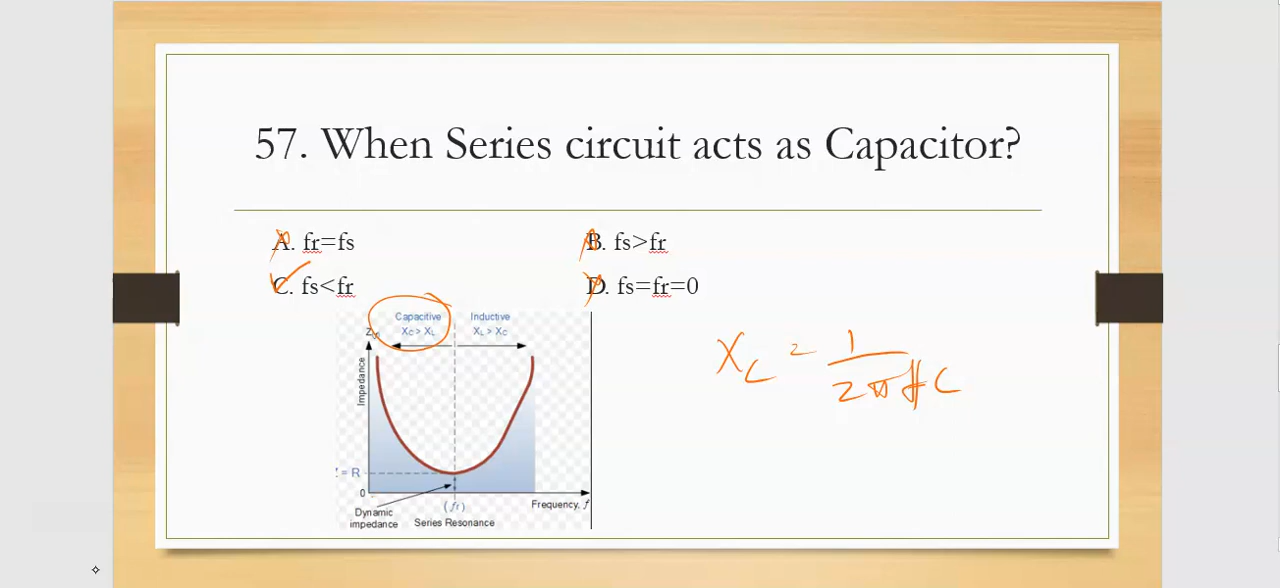 57. When Series circuit acts as Capacitor?
A. fr=fs
B. fs>fr
C. fs<fr
D. fs=fr=0
Capacitive
Inductive
XC > XL
XL > XC
Impedance
= R
0
(fr)
Frequency, f
Dynamic
impedance
Series Resonance
XC = 1
2πfC